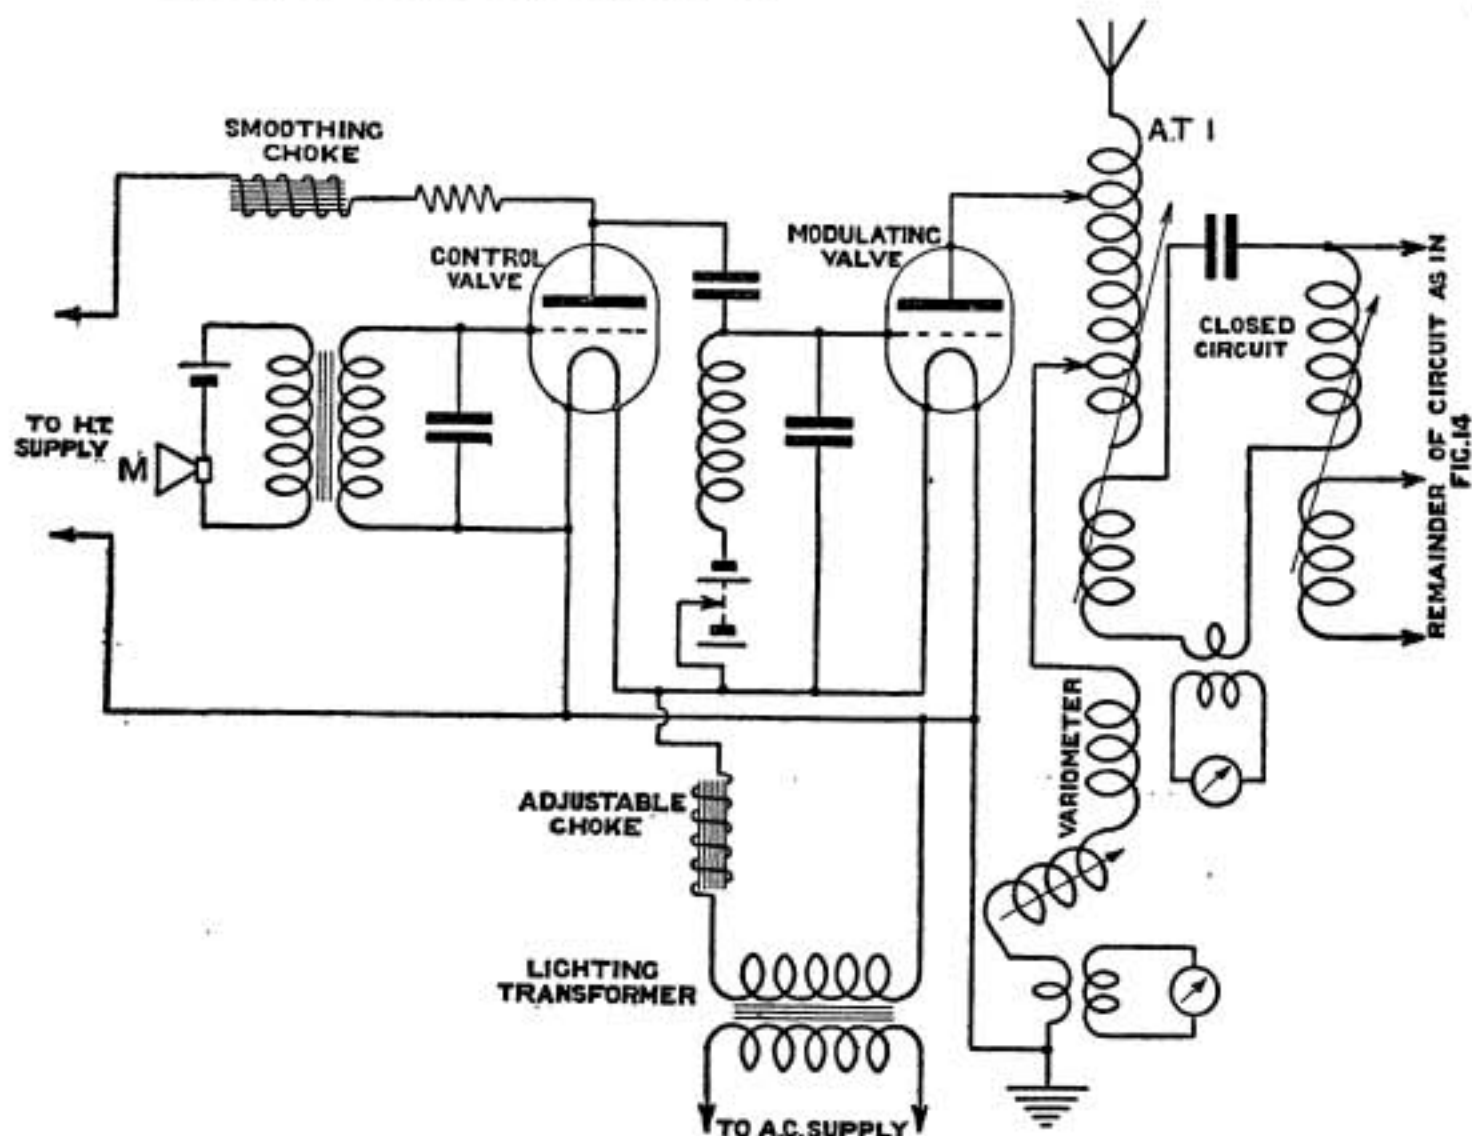 SMOOTHING
CHOKE
A.T 1
CONTROL
VALVE
MODULATING
VALVE
CLOSED
CIRCUIT
TO H.T.
SUPPLY
M
REMAINDER OF CIRCUIT AS IN
FIG.14
VARIOMETER
ADJUSTABLE
CHOKE
LIGHTING
TRANSFORMER
TO A.C. SUPPLY